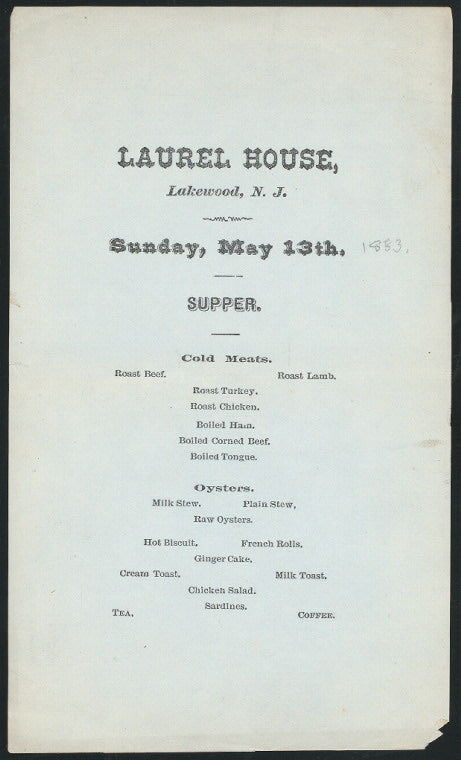 LAUREL HOUSE,
Lakewood, N. J.
Sunday, May 13th. 1883.
SUPPER.
Cold Meats.
Roast Beef. Roast Lamb.
Roast Turkey.
Roast Chicken.
Boiled Ham.
Boiled Corned Beef.
Boiled Tongue.
Oysters.
Milk Stew. Plain Stew,
Raw Oysters.
Hot Biscuit. French Rolls.
Ginger Cake.
Cream Toast. Milk Toast.
Chicken Salad.
Sardines.
TEA. COFFEE.